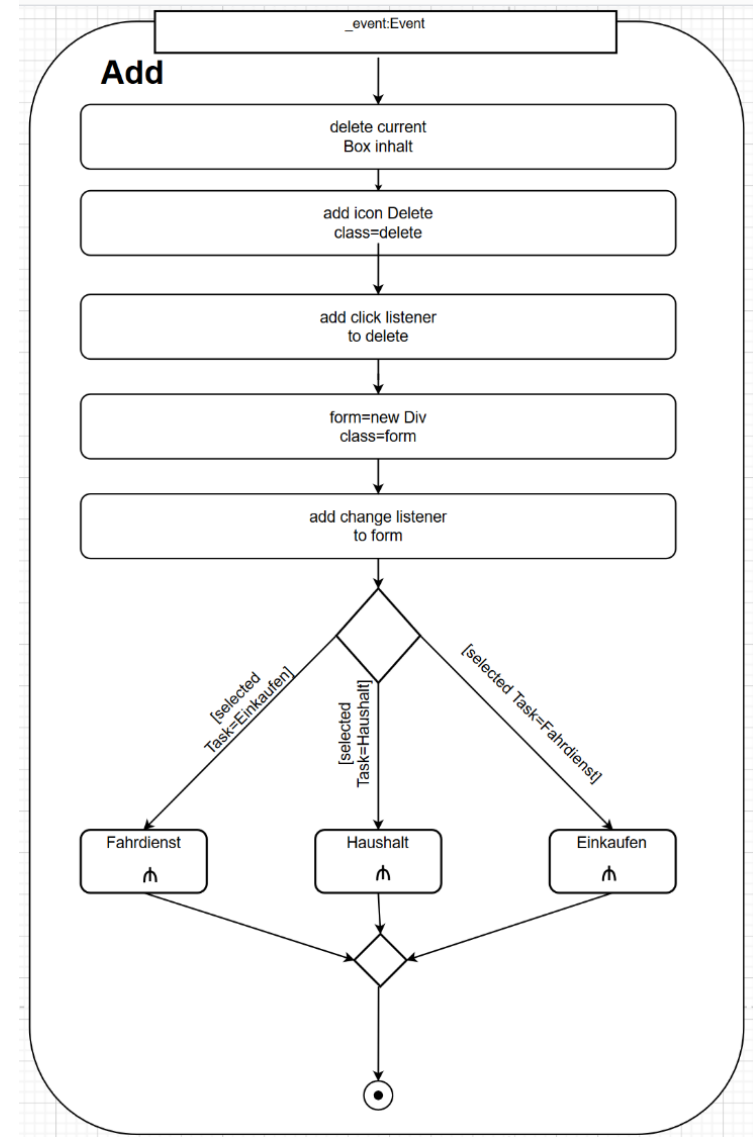 _event:Event
Add
delete current
Box inhalt
add icon Delete
class=delete
add click listener
to delete
form=new Div
class=form
add change listener
to form
[selected
Task=Einkaufen]
[selected
Task=Haushalt]
[selected Task=Fahrdienst]
Fahrdienst
Haushalt
Einkaufen